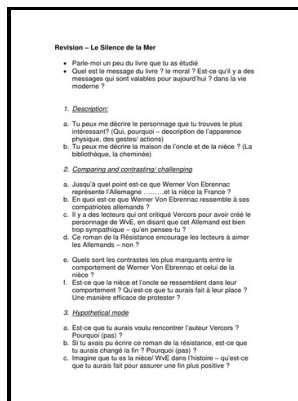 Revision – Le Silence de la Mer
• Parle-moi un peu du livre que tu as étudié
• Quel est le message du livre ? le moral ? Est-ce qu'il y a des
messages qui sont valables pour aujourd'hui ? dans la vie
moderne ?
1. Description:
a. Tu peux me décrire le personnage que tu trouves le plus
intéressant? (Qui, pourquoi – description de l'apparence
physique, des gestes/ actions)
b. Tu peux me décrire la maison de l'oncle et de la nièce ? (La
bibliothèque, la cheminée)
2. Comparing and contrasting/ challenging
a. Jusqu'à quel point est-ce que Werner Von Ebrennac
représente l'Allemagne ..........et la nièce la France ?
b. En quoi est-ce que Werner Von Ebrennac ressemble à ses
compatriotes allemands ?
c. Il y a des lecteurs qui ont critiqué Vercors pour avoir créé le
personnage de WvE, en disant que cet Allemand est bien
trop sympathique – qu'en penses-tu ?
d. Ce roman de la Résistance encourage les lecteurs à aimer
les Allemands – non ?
e. Quels sont les contrastes les plus marquants entre le
comportement de Werner Von Ebrennac et celui de la
nièce ?
f. Est-ce que la nièce et l'oncle se ressemblent dans leur
comportement ? Qu'est-ce que tu aurais fait à leur place ?
Une manière efficace de protester ?
3. Hypothetical mode
a. Est-ce que tu aurais voulu rencontrer l'auteur Vercors ?
Pourquoi (pas) ?
b. Si tu avais pu écrire ce roman de la résistance, est-ce que
tu aurais changé la fin ? Pourquoi (pas) ?
c. Imagine que tu es la nièce/ WvE dans l'histoire – qu'est-ce
que tu aurais fait pour assurer une fin plus positive ?